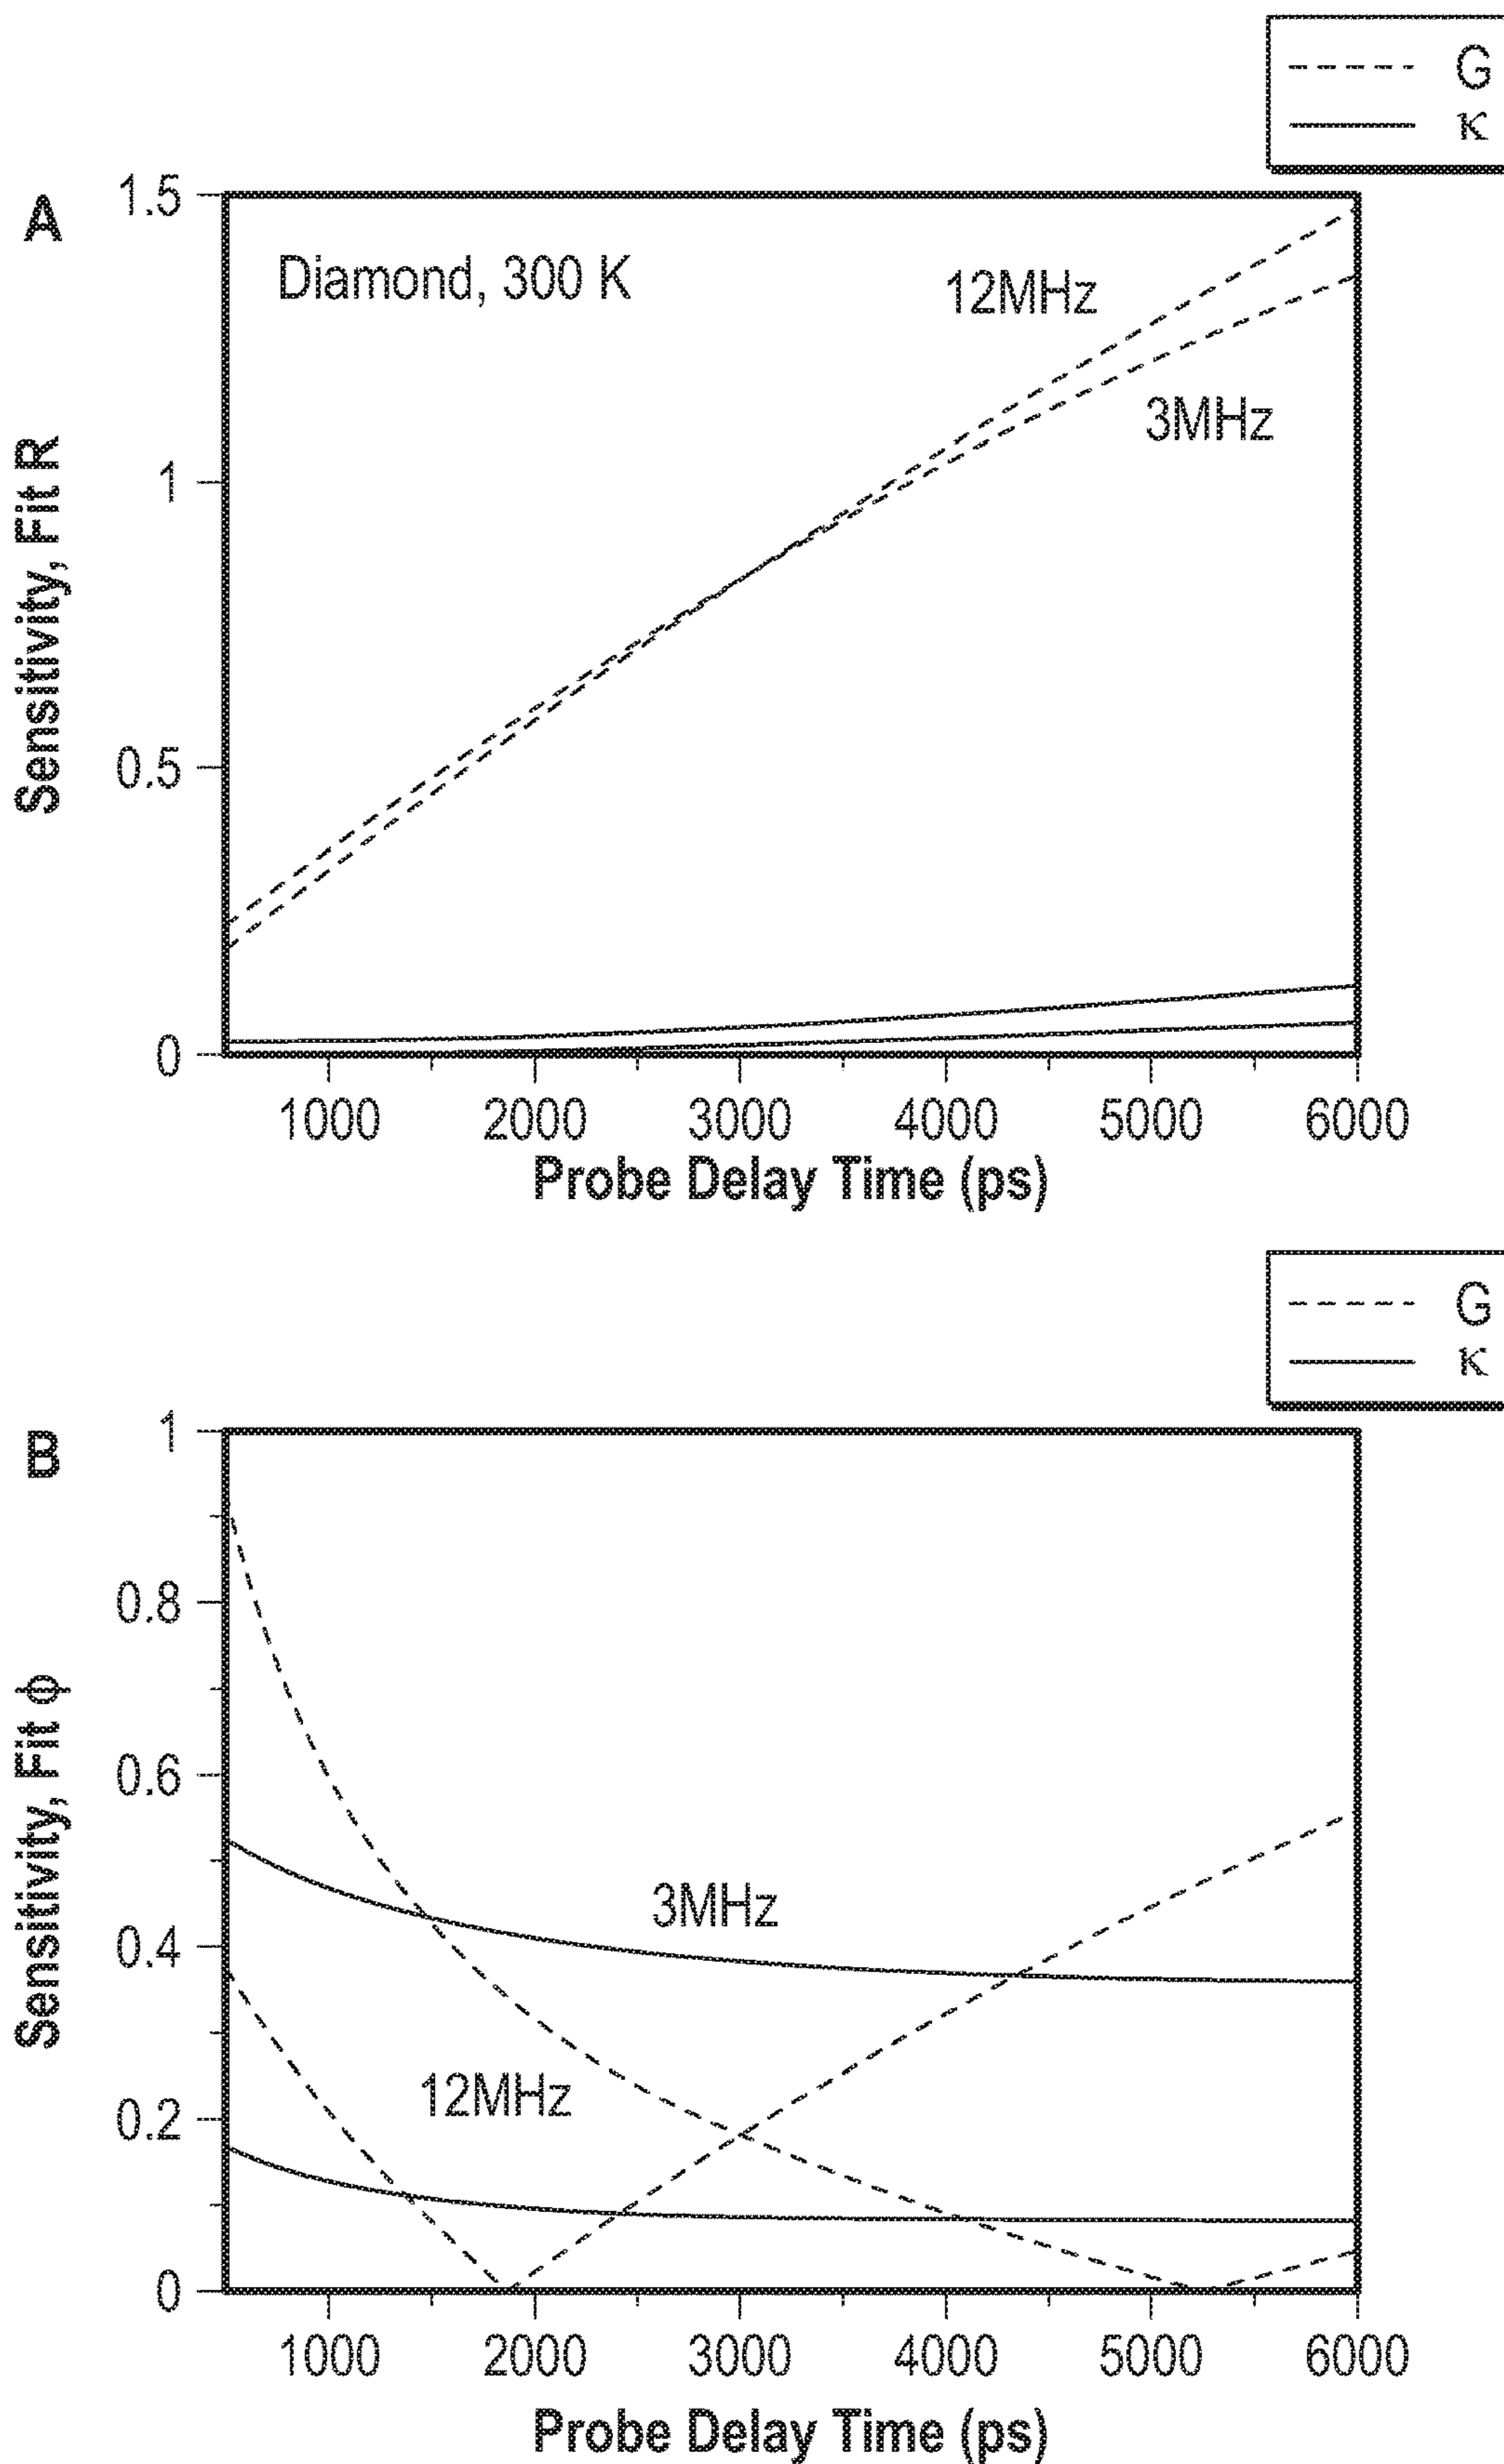 G
κ
A
1.5
Diamond, 300 K
12MHz
3MHz
1
0.5
0
Sensitivity, Fit R
1000 2000 3000 4000 5000 6000
Probe Delay Time (ps)
G
κ
B
1
0.8
0.6
0.4
0.2
0
3MHz
12MHz
Sensitivity, Fit ϕ
1000 2000 3000 4000 5000 6000
Probe Delay Time (ps)